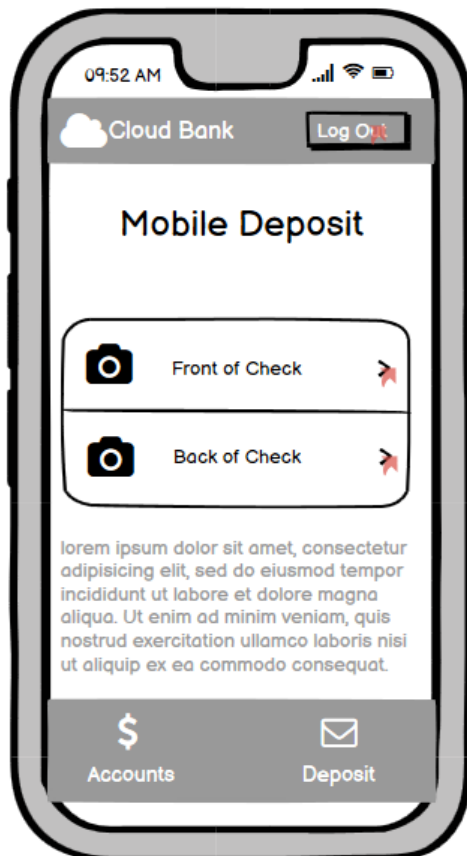 09:52 AM
Cloud Bank
Log Out
Mobile Deposit
Front of Check
>
Back of Check
>
lorem ipsum dolor sit amet, consectetur
adipisicing elit, sed do eiusmod tempor
incididunt ut labore et dolore magna
aliqua. Ut enim ad minim veniam, quis
nostrud exercitation ullamco laboris nisi
ut aliquip ex ea commodo consequat.
$
Accounts
Deposit